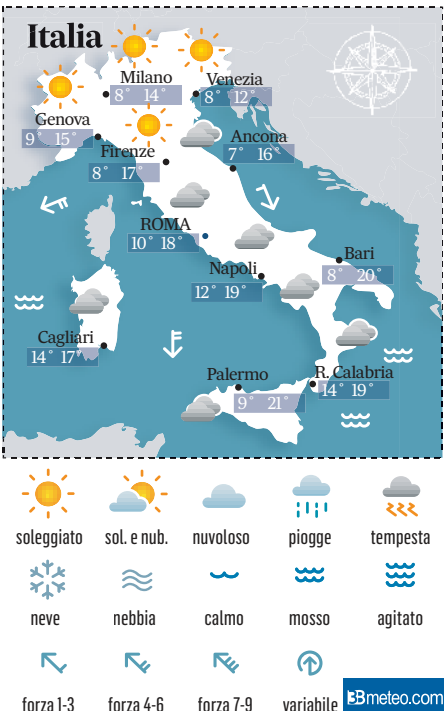 Italia
Milano
8° 14°
Venezia
8° 12°
Genova
9° 15°
Firenze
8° 17°
Ancona
7° 16°
ROMA
10° 18°
Napoli
12° 19°
Bari
8° 20°
Cagliari
14° 17°
Palermo
9° 21°
R. Calabria
14° 19°
soleggiato sol. e nub. nuvoloso piogge tempesta
neve nebbia calmo mosso agitato
forza 1-3 forza 4-6 forza 7-9 variabile
3Bmeteo.com